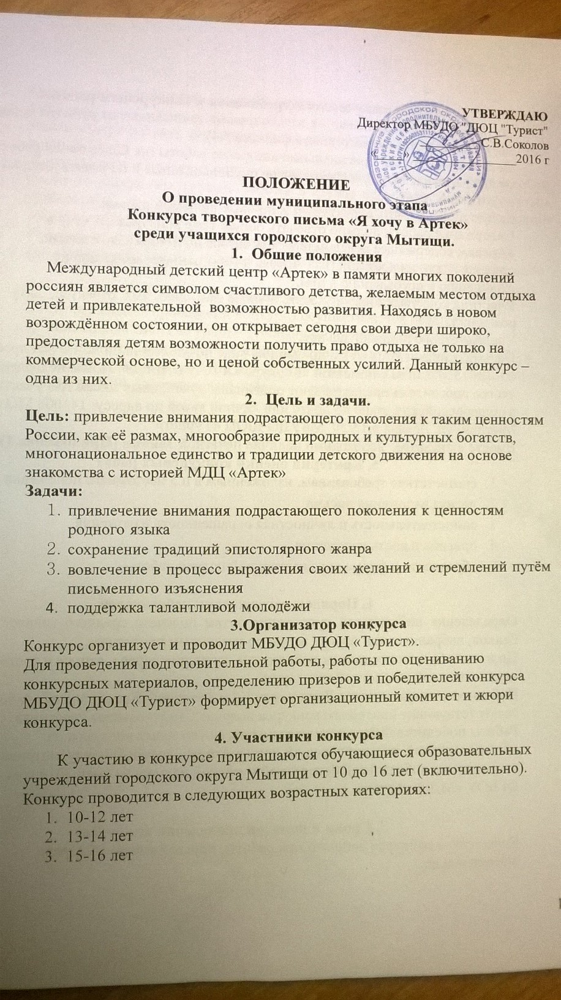 УТВЕРЖДАЮ
Директор МБУДО "ДЮЦ "Турист"
С.В.Соколов
«____» ____________2016 г
ПОЛОЖЕНИЕ
О проведении муниципального этапа
Конкурса творческого письма «Я хочу в Артек»
среди учащихся городского округа Мытищи.
1. Общие положения
Международный детский центр «Артек» в памяти многих поколений
россиян является символом счастливого детства, желаемым местом отдыха
детей и привлекательной возможностью развития. Находясь в новом
возрождённом состоянии, он открывает сегодня свои двери широко,
предоставляя детям возможности получить право отдыха не только на
коммерческой основе, но и ценой собственных усилий. Данный конкурс –
одна из них.
2. Цель и задачи.
Цель: привлечение внимания подрастающего поколения к таким ценностям
России, как её размах, многообразие природных и культурных богатств,
многонациональное единство и традиции детского движения на основе
знакомства с историей МДЦ «Артек»
Задачи:
1. привлечение внимания подрастающего поколения к ценностям
родного языка
2. сохранение традиций эпистолярного жанра
3. вовлечение в процесс выражения своих желаний и стремлений путём
письменного изъяснения
4. поддержка талантливой молодёжи
3.Организатор конкурса
Конкурс организует и проводит МБУДО ДЮЦ «Турист».
Для проведения подготовительной работы, работы по оцениванию
конкурсных материалов, определению призеров и победителей конкурса
МБУДО ДЮЦ «Турист» формирует организационный комитет и жюри
конкурса.
4. Участники конкурса
К участию в конкурсе приглашаются обучающиеся образовательных
учреждений городского округа Мытищи от 10 до 16 лет (включительно).
Конкурс проводится в следующих возрастных категориях:
1. 10-12 лет
2. 13-14 лет
3. 15-16 лет